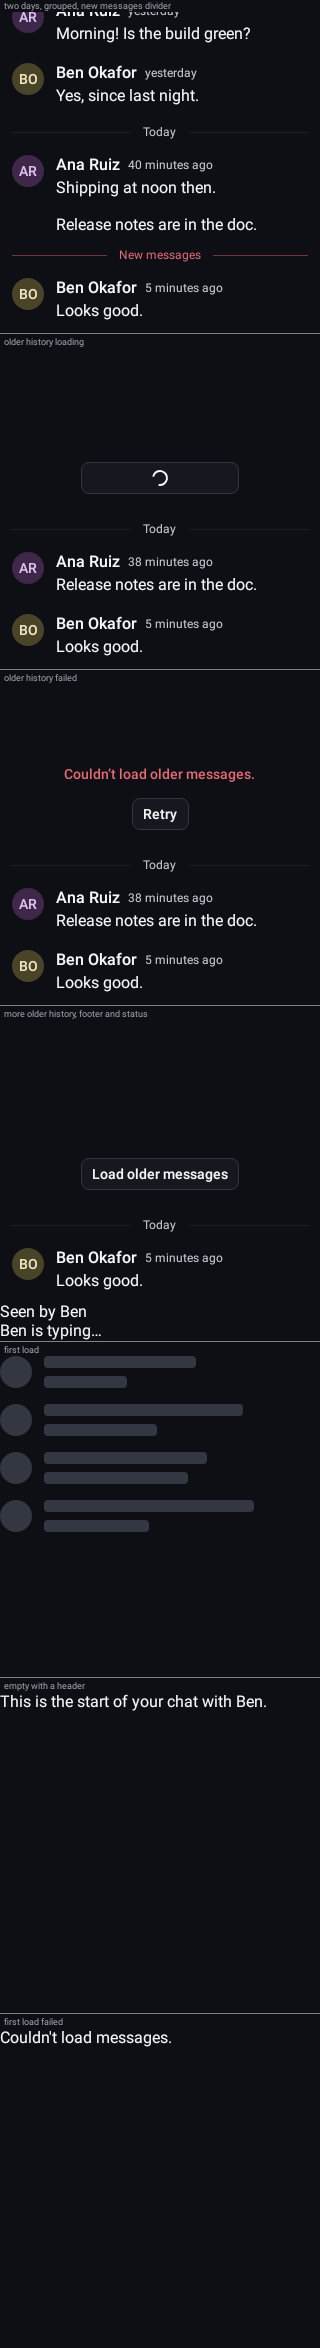 two days, grouped, new messages divider
AR
Ana Ruiz yesterday
Morning! Is the build green?
BO
Ben Okafor yesterday
Yes, since last night.
Today
AR
Ana Ruiz 40 minutes ago
Shipping at noon then.
Release notes are in the doc.
New messages
BO
Ben Okafor 5 minutes ago
Looks good.
older history loading
Today
AR
Ana Ruiz 38 minutes ago
Release notes are in the doc.
BO
Ben Okafor 5 minutes ago
Looks good.
older history failed
Couldn’t load older messages.
Retry
Today
AR
Ana Ruiz 38 minutes ago
Release notes are in the doc.
BO
Ben Okafor 5 minutes ago
Looks good.
more older history, footer and status
Load older messages
Today
BO
Ben Okafor 5 minutes ago
Looks good.
Seen by Ben
Ben is typing…
first load
empty with a header
This is the start of your chat with Ben.
first load failed
Couldn't load messages.